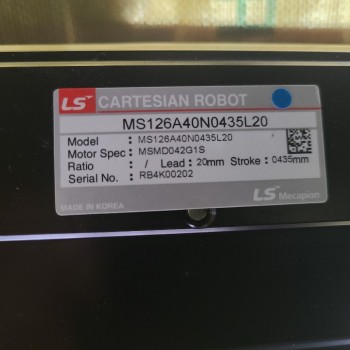 LS CARTESIAN ROBOT
MS126A40N0435L20
Model : MS126A40N0435L20
Motor Spec : MSMD042G1S
Ratio : / Lead : 20mm Stroke : 0435mm
Serial No. : RB4K00202
LS Mecapion
MADE IN KOREA